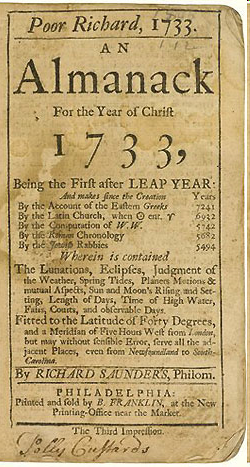 Poor Richard, 1733.
AN
Almanack
For the Year of Christ
1733,
Being the First after LEAP YEAR:
And makes since the Creation Years
By the Account of the Eastern Greeks 7241
By the Latin Church, when ☉ ent. ♈ 6932
By the Computation of W.W. 5742
By the Roman Chronology 5682
By the Jewish Rabbies 5494
Wherein is contained
The Lunations, Eclipses, Judgment of
the Weather, Spring Tides, Planets Motions &
mutual Aspects, Sun and Moon's Rising and Set-
ting, Length of Days, Time of High Water,
Fairs, Courts, and observable Days.
Fitted to the Latitude of Forty Degrees,
and a Meridian of Five Hours West from London,
but may without sensible Error, serve all the ad-
jacent Places, even from Newfoundland to South-
Carolina.
By RICHARD SAUNDERS, Philom.
PHILADELPHIA:
Printed and sold by B. FRANKLIN, at the New
Printing-Office near the Market.
The Third Impression.